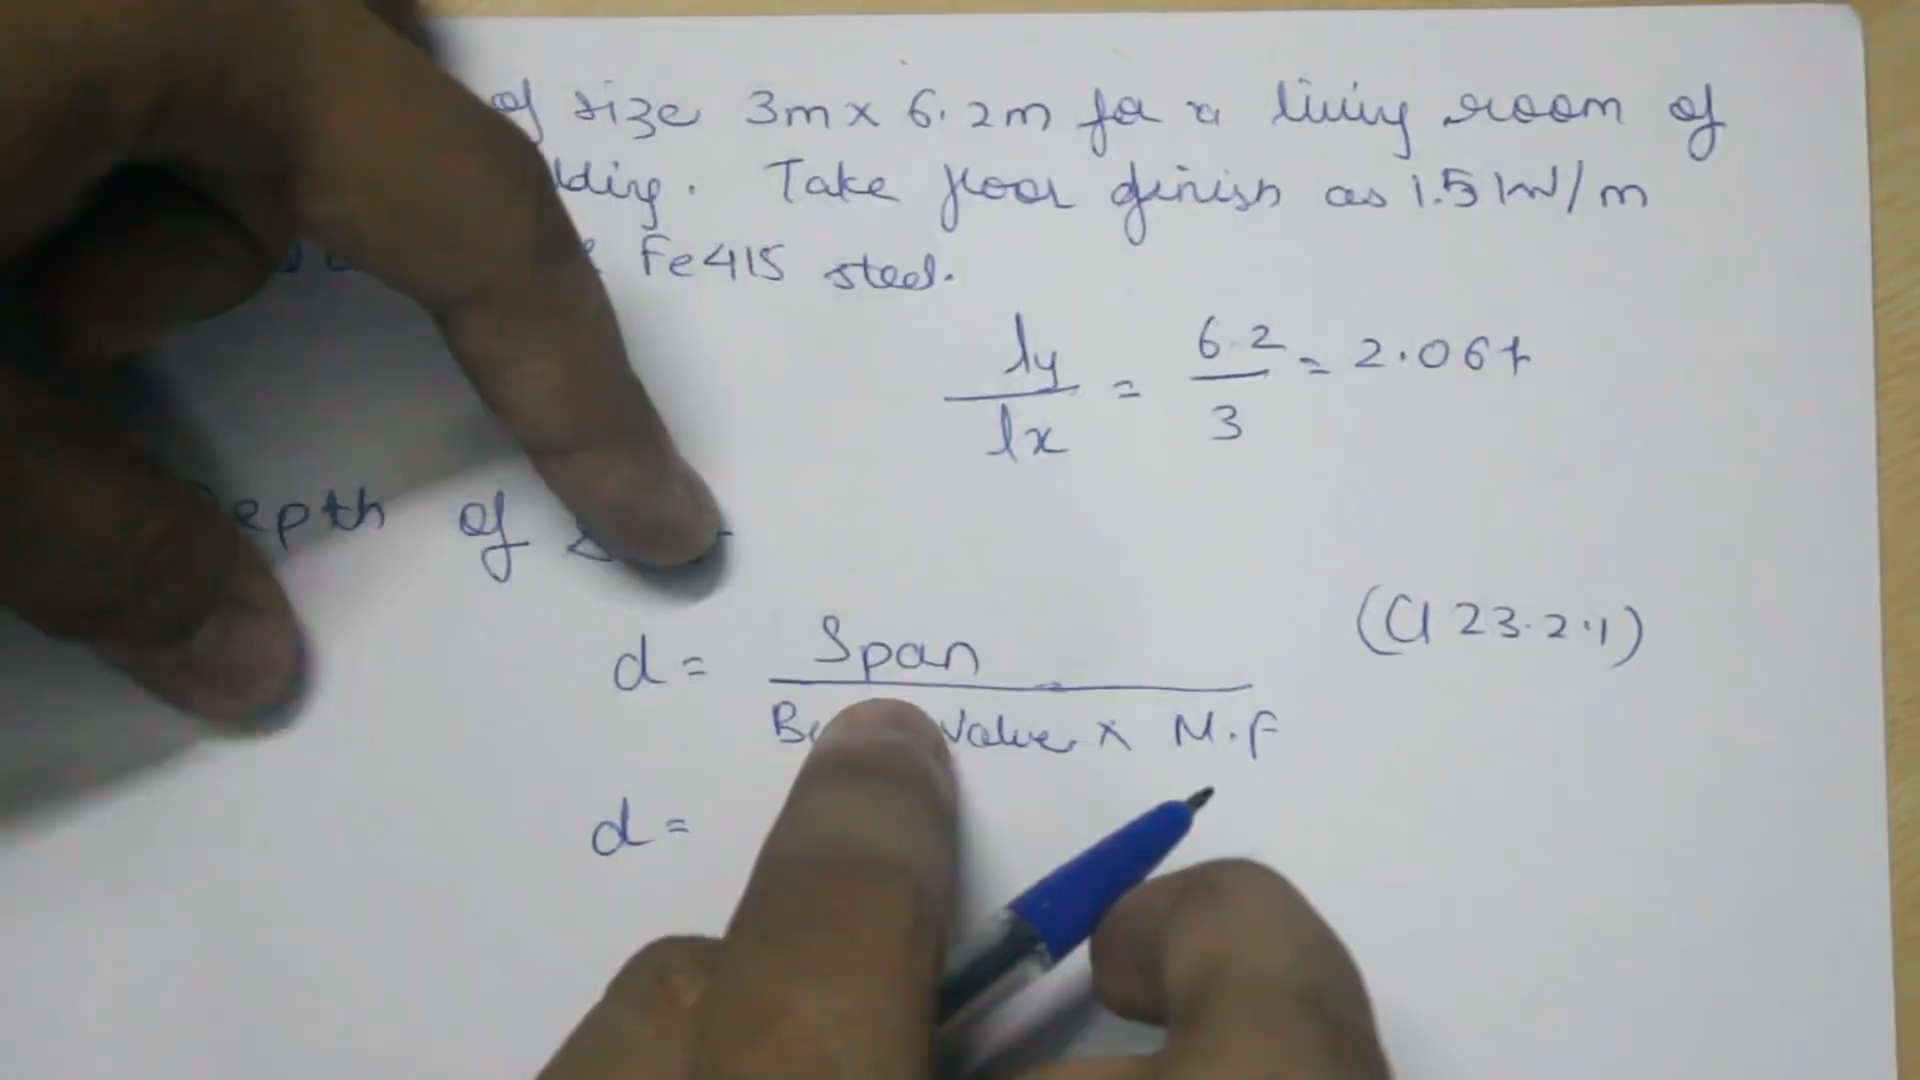 of size 3m x 6.2m for a living room of
lding. Take floor finish as 1.5 kN/m
Fe415 steel.
ly/lx = 6.2/3 = 2.067
epth of
d = Span (Cl 23.2.1)
Value x M.F
d =